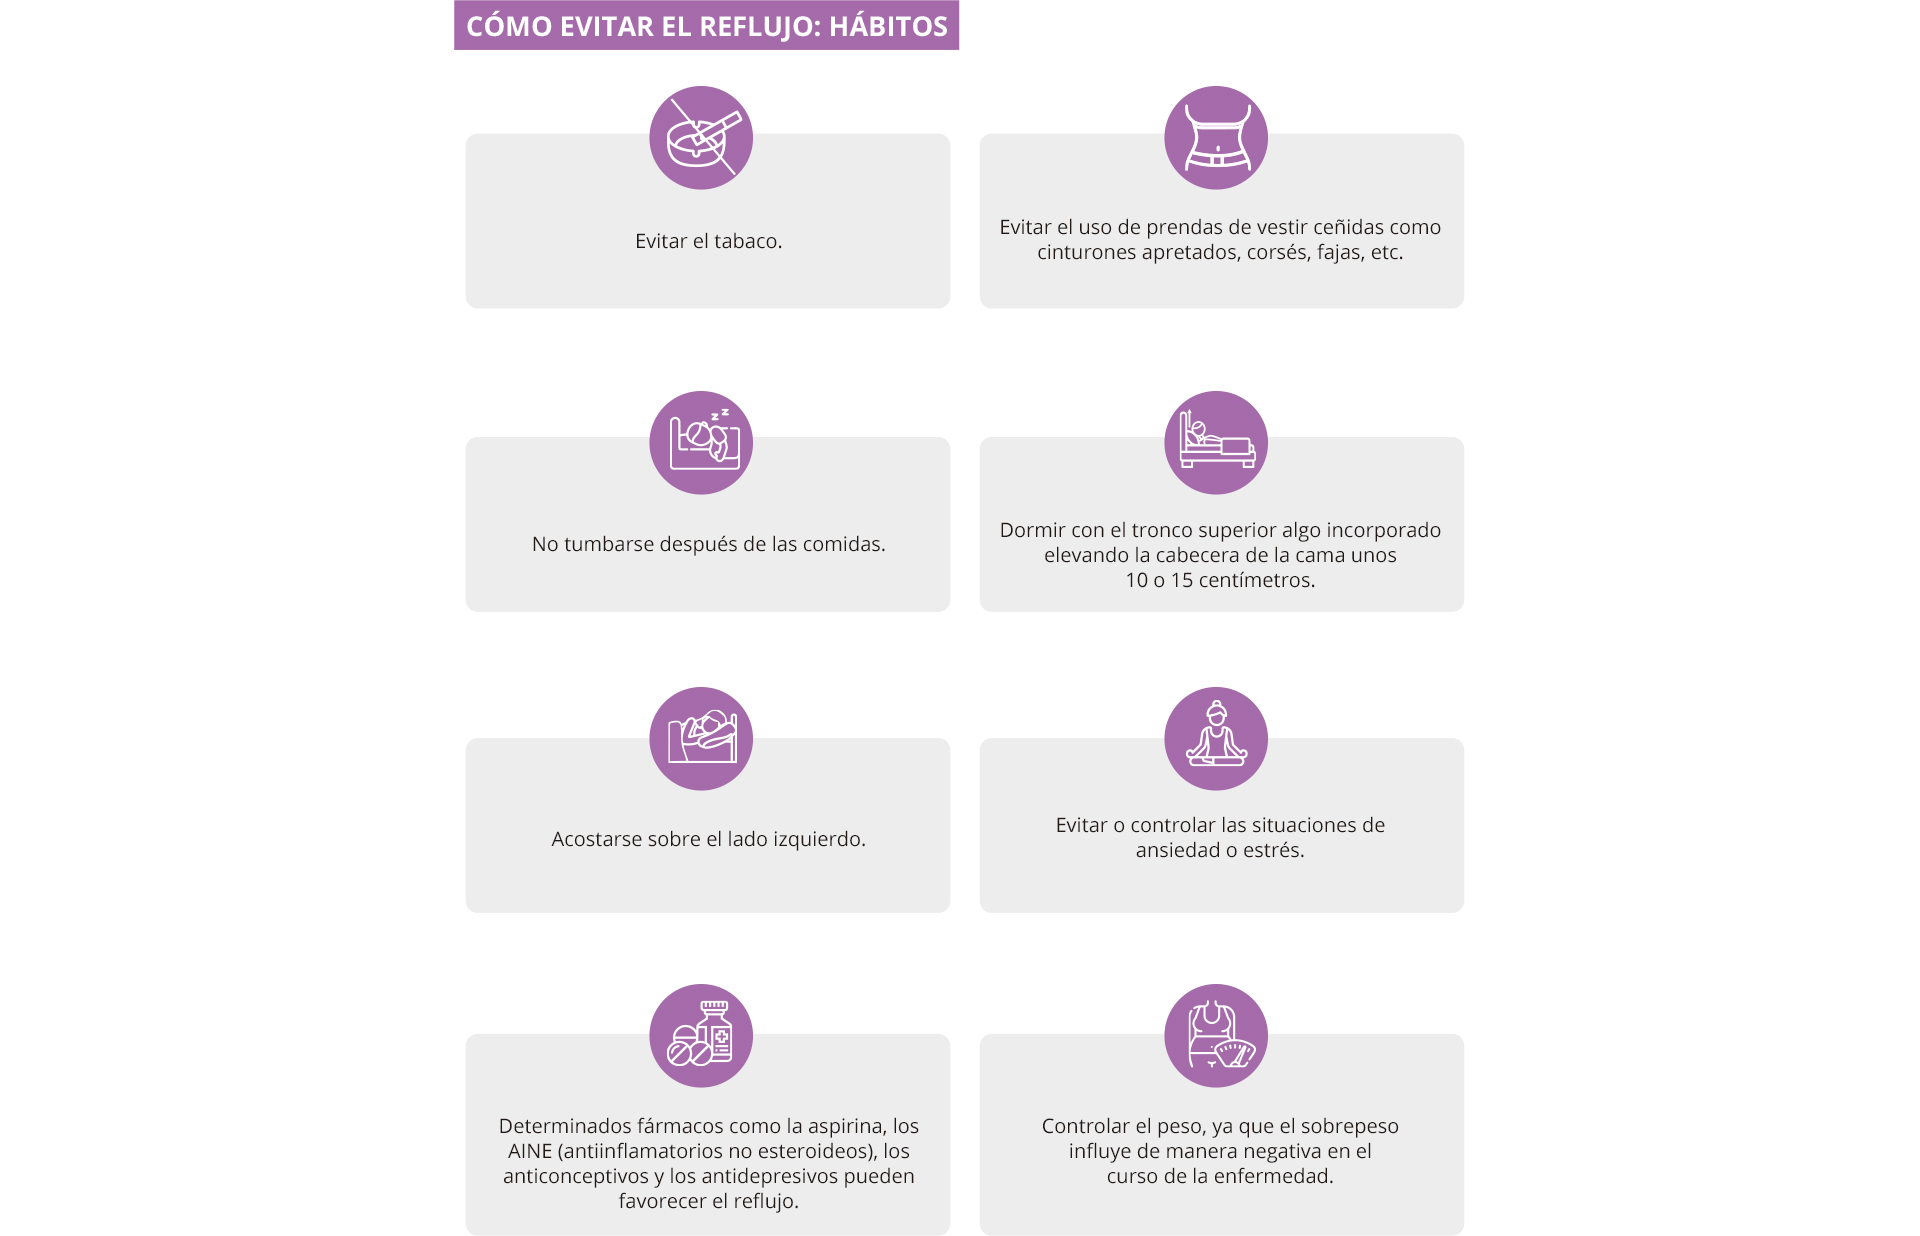 CÓMO EVITAR EL REFLUJO: HÁBITOS
Evitar el tabaco.
Evitar el uso de prendas de vestir ceñidas como
cinturones apretados, corsés, fajas, etc.
No tumbarse después de las comidas.
Dormir con el tronco superior algo incorporado
elevando la cabecera de la cama unos
10 o 15 centímetros.
Acostarse sobre el lado izquierdo.
Evitar o controlar las situaciones de
ansiedad o estrés.
Determinados fármacos como la aspirina, los
AINE (antiinflamatorios no esteroideos), los
anticonceptivos y los antidepresivos pueden
favorecer el reflujo.
Controlar el peso, ya que el sobrepeso
influye de manera negativa en el
curso de la enfermedad.